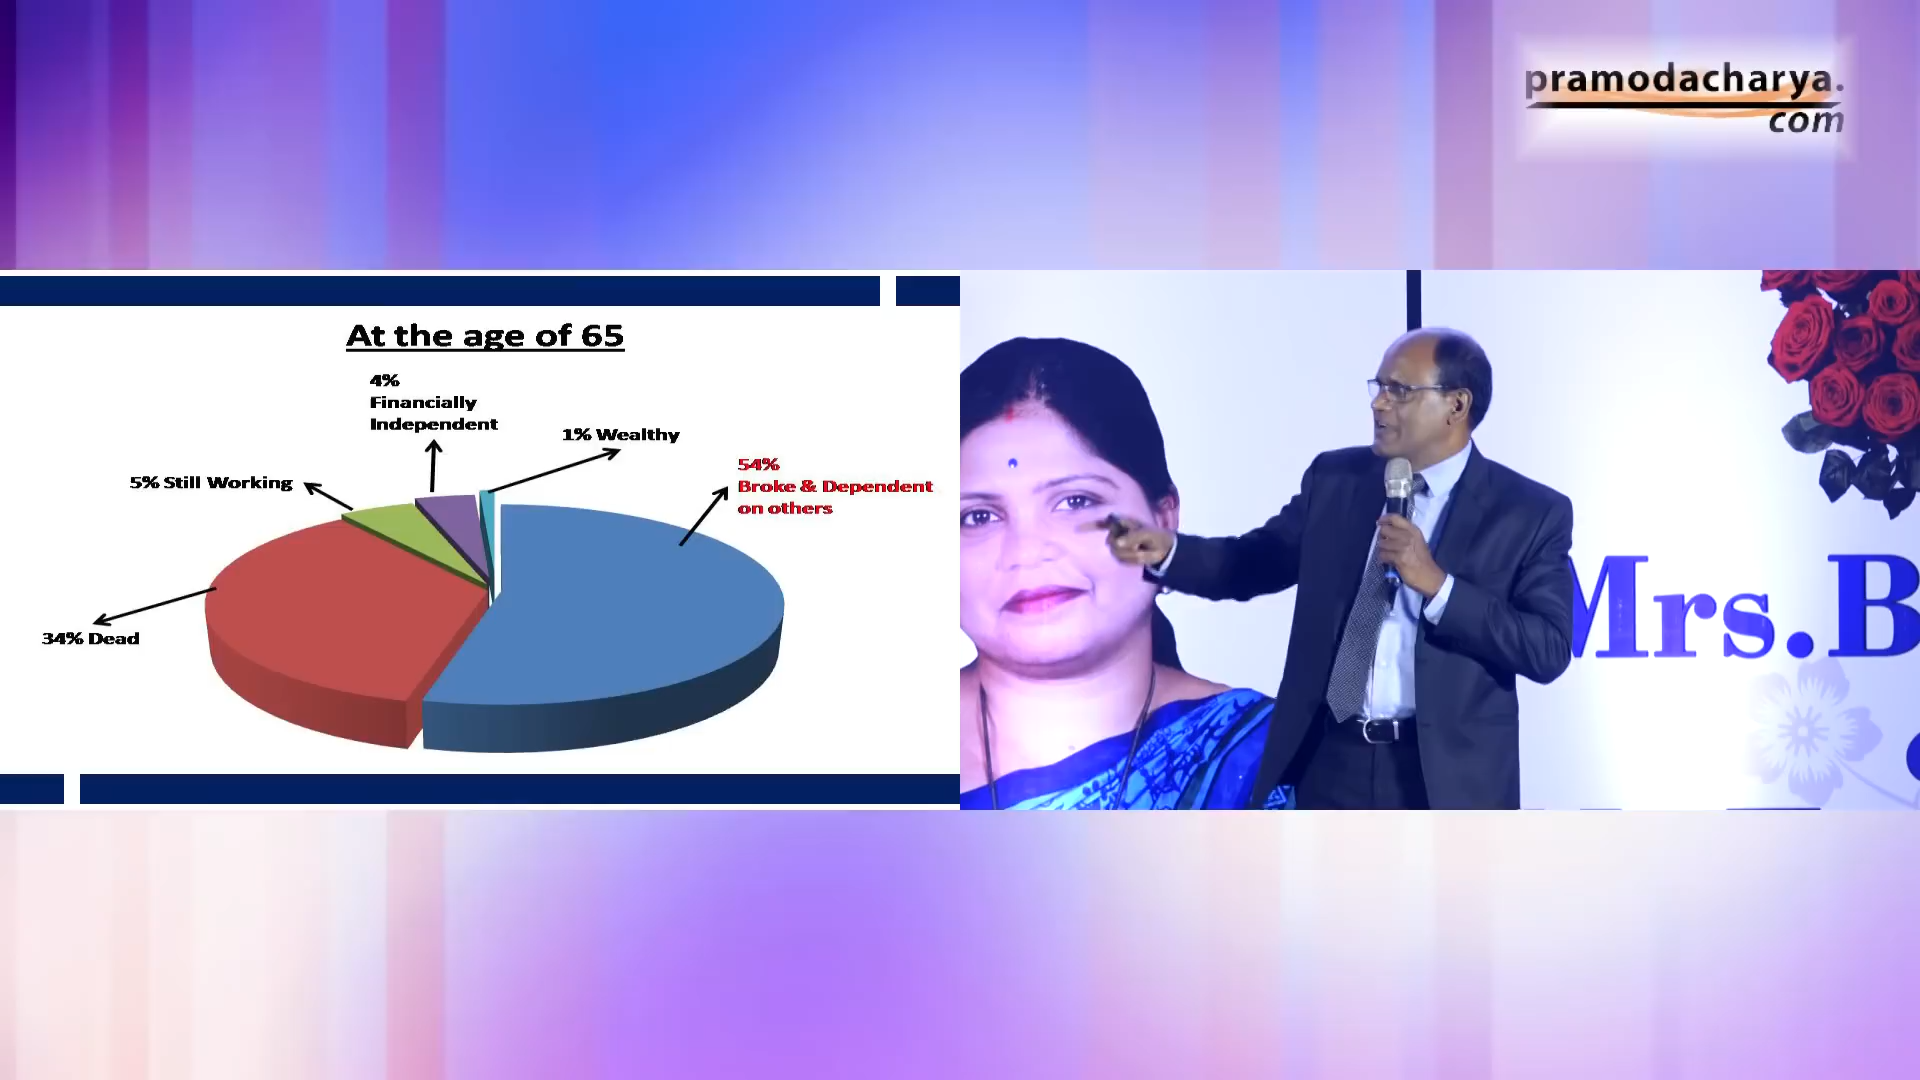 pramodacharya.
com
At the age of 65
4%
Financially
Independent
1% Wealthy
54%
Broke & Dependent
on others
5% Still Working
34% Dead
Mrs.B